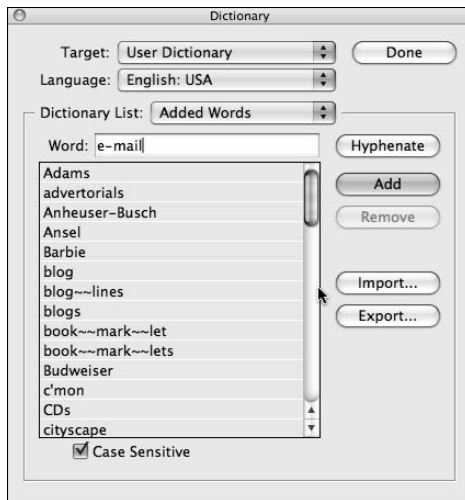 Dictionary
Target: User Dictionary Done
Language: English: USA
Dictionary List: Added Words
Word: e-mail Hyphenate
Adams
advertorials Add
Anheuser-Busch
Ansel Remove
Barbie
blog
blog~~lines Import...
blogs
book~~mark~~let Export...
book~~mark~~lets
Budweiser
c'mon
CDs
cityscape
Case Sensitive